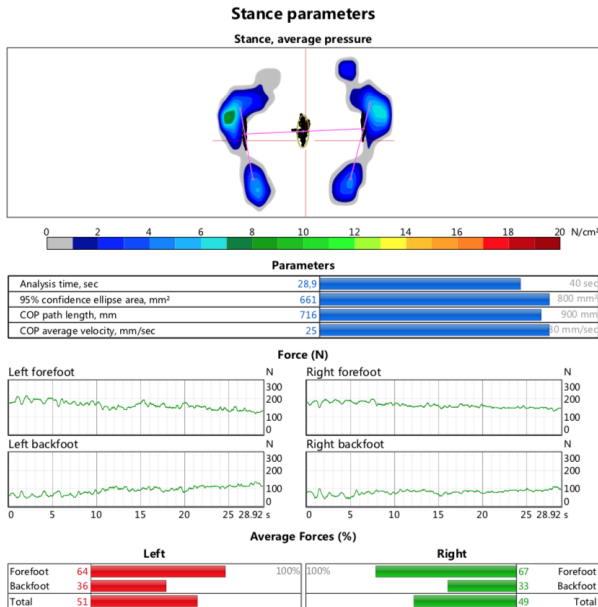 Stance parameters
Stance, average pressure
0 2 4 6 8 10 12 14 16 18 20 N/cm²
Parameters
Analysis time, sec 28,9 40 sec
95% confidence ellipse area, mm² 661 800 mm²
COP path length, mm 716 900 mm
COP average velocity, mm/sec 25 30 mm/sec
Force (N)
Left forefoot N Right forefoot N
300 300
200 200
100 100
0 0
Left backfoot N Right backfoot N
300 300
200 200
100 100
0 0
0 5 10 15 20 25 28.92 s 0 5 10 15 20 25 28.92 s
Average Forces (%)
Left Right
Forefoot 64 100% 100% 67 Forefoot
Backfoot 36 33 Backfoot
Total 51 49 Total